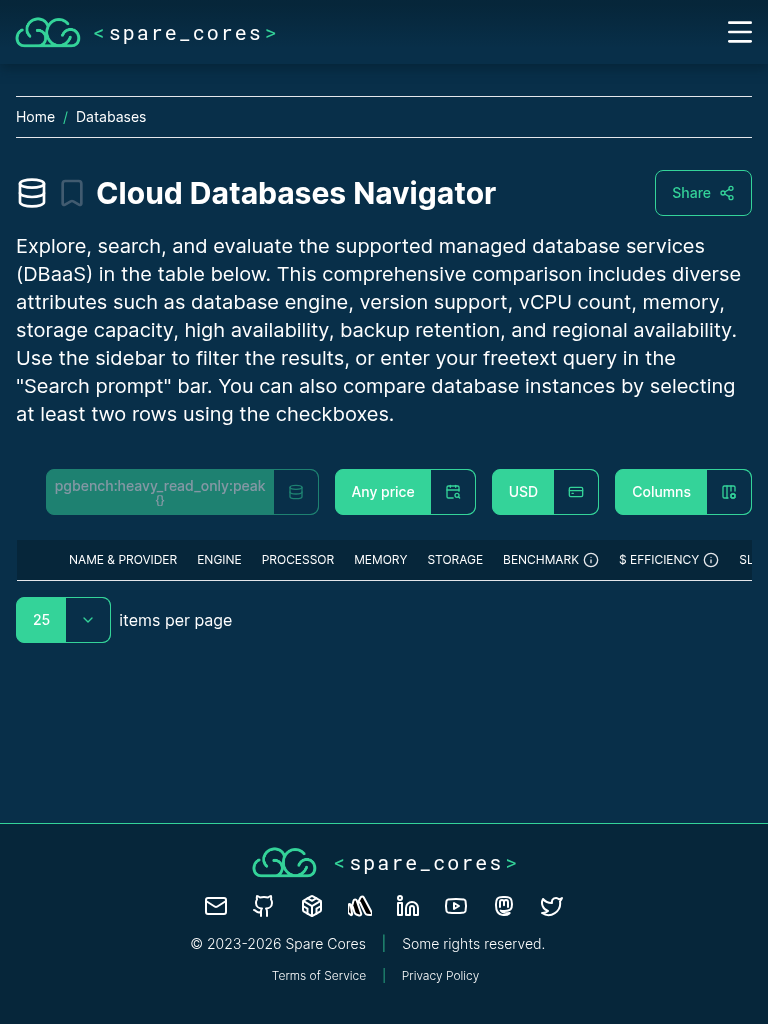 <spare_cores>
Home / Databases
Cloud Databases Navigator
Share
Explore, search, and evaluate the supported managed database services
(DBaaS) in the table below. This comprehensive comparison includes diverse
attributes such as database engine, version support, vCPU count, memory,
storage capacity, high availability, backup retention, and regional availability.
Use the sidebar to filter the results, or enter your freetext query in the
"Search prompt" bar. You can also compare database instances by selecting
at least two rows using the checkboxes.
pgbench:heavy_read_only:peak
{}
Any price
USD
Columns
NAME & PROVIDER ENGINE PROCESSOR MEMORY STORAGE BENCHMARK $ EFFICIENCY SL
25 items per page
<spare_cores>
© 2023-2026 Spare Cores | Some rights reserved.
Terms of Service | Privacy Policy